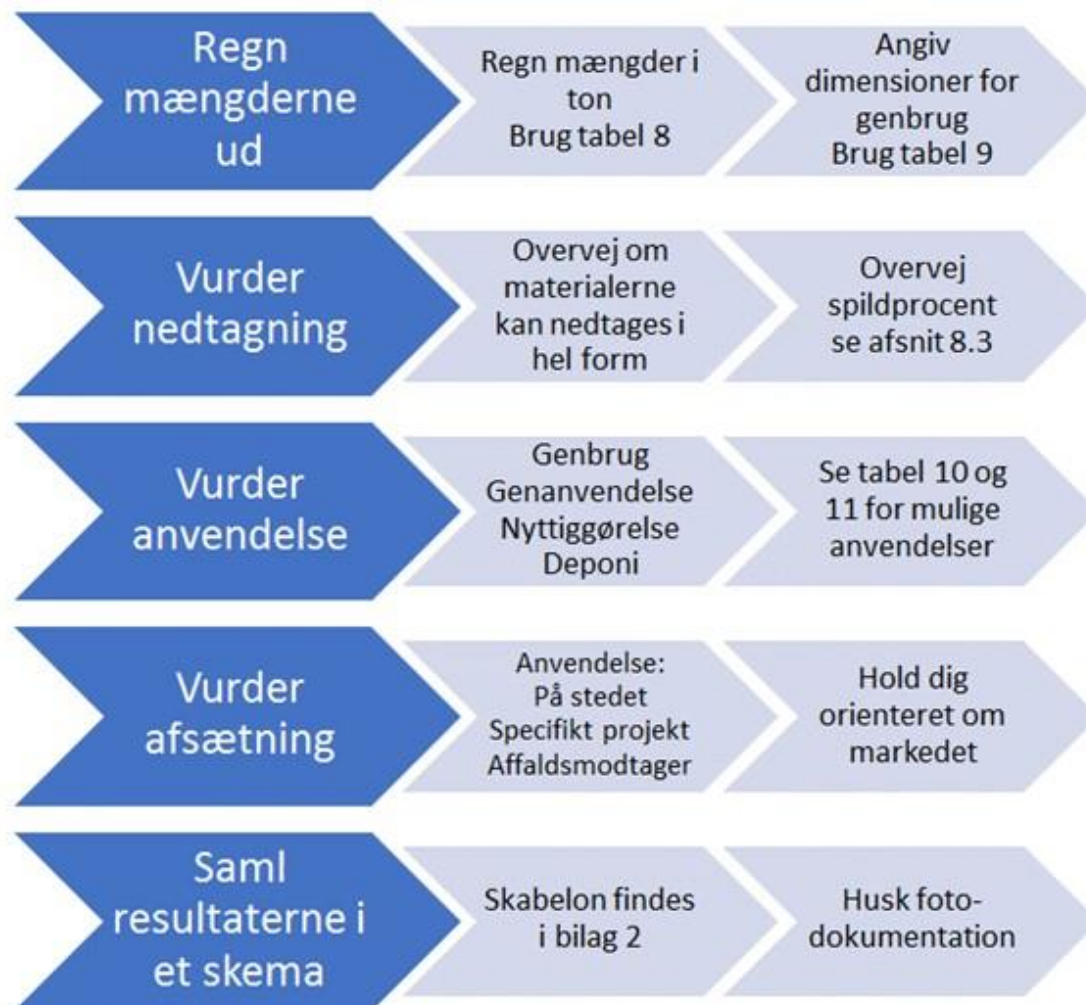 Regn
mængderne
ud
Regn mængder i
ton
Brug tabel 8
Angiv
dimensioner for
genbrug
Brug tabel 9
Vurder
nedtagning
Overvej om
materialerne
kan nedtages i
hel form
Overvej
spildprocent
se afsnit 8.3
Vurder
anvendelse
Genbrug
Genanvendelse
Nyttiggørelse
Deponi
Se tabel 10 og
11 for mulige
anvendelser
Vurder
afsætning
Anvendelse:
På stedet
Specifikt projekt
Affaldsmodtager
Hold dig
orienteret om
markedet
Saml
resultaterne i
et skema
Skabelon findes
i bilag 2
Husk foto-
dokumentation